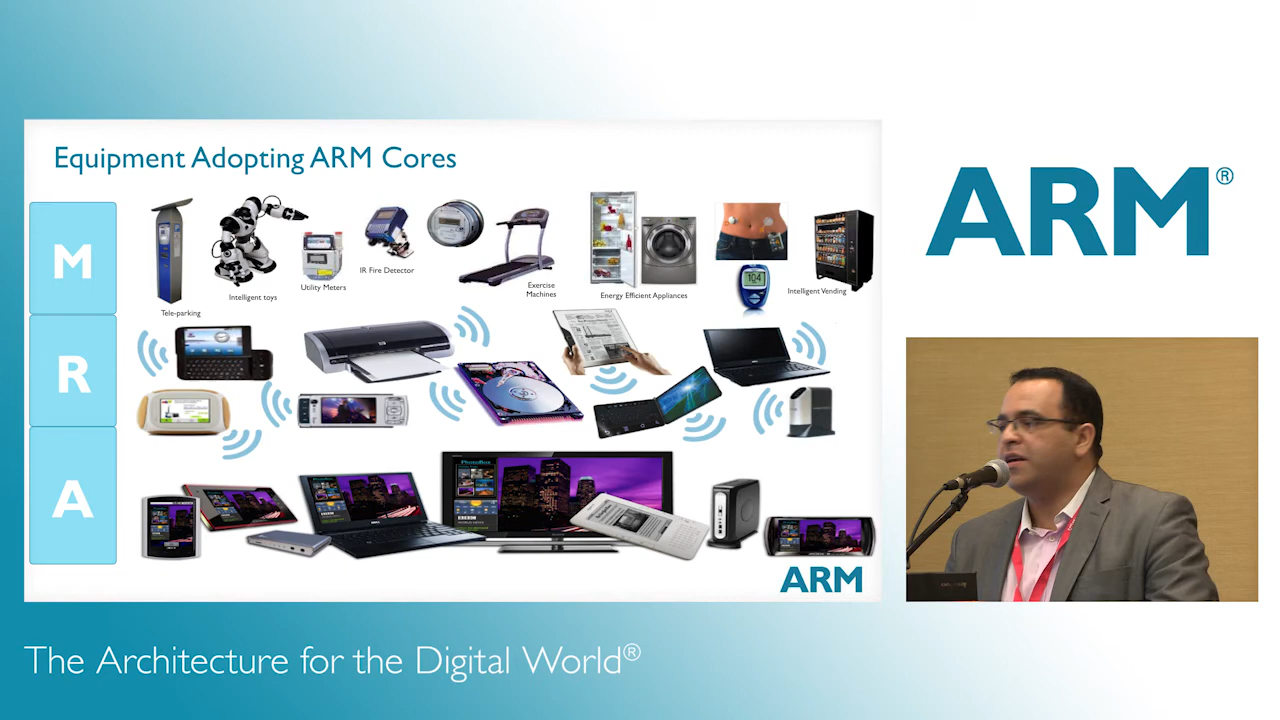 Equipment Adopting ARM Cores
M
R
A
Tele-parking
Intelligent toys
Utility Meters
IR Fire Detector
Exercise
Machines
Energy Efficient Appliances
104
Intelligent Vending
ARM
ARM®
The Architecture for the Digital World®